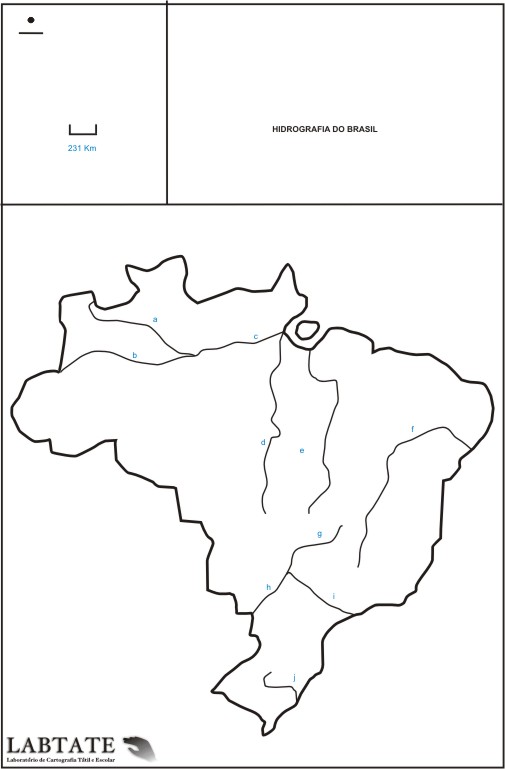 231 Km
HIDROGRAFIA DO BRASIL
a
c
b
f
d
e
g
h
i
j
LABTATE
Laboratório de Cartografia Tátil e Escolar